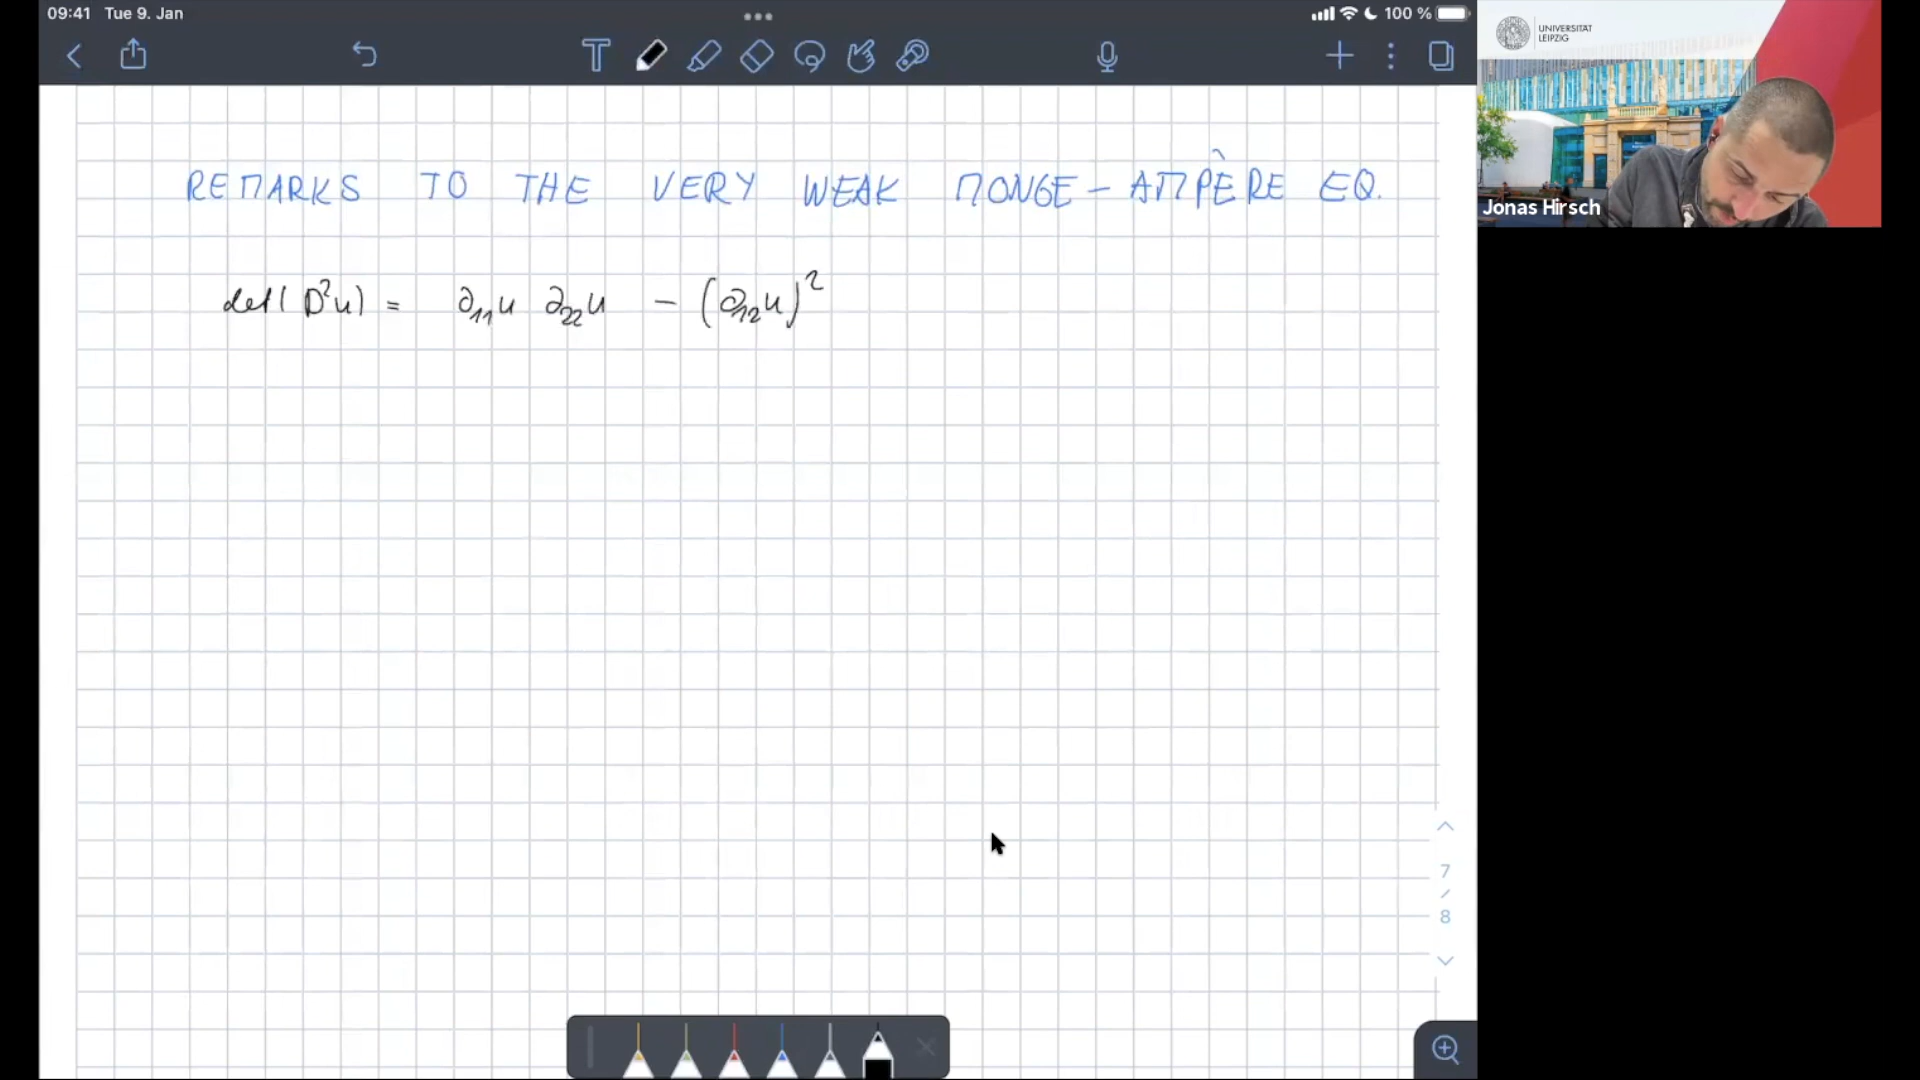 09:41 Tue 9. Jan
100 %
UNIVERSITÄT
LEIPZIG
REMARKS TO THE VERY WEAK MONGE – AMPÈRE EQ.
Jonas Hirsch
det(D²u) = ∂₁₁u ∂₂₂u – (∂₁₂u)²
7
/
8